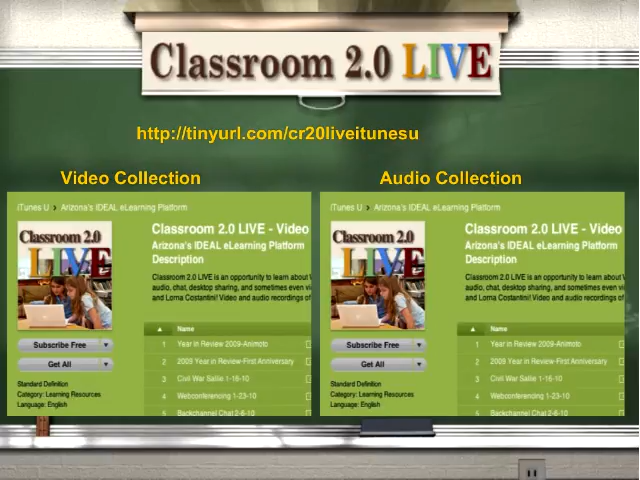 Classroom 2.0 LIVE
http://tinyurl.com/cr20liveitunesu
Video Collection
iTunes U > Arizona's IDEAL eLearning Platform
Classroom 2.0
LIVE
Classroom 2.0 LIVE - Video
Arizona's IDEAL eLearning Platform
Description
Classroom 2.0 LIVE is an opportunity to learn about
audio, chat, desktop sharing, and sometimes even
and Lorna Costantini! Video and audio recordings of
Subscribe Free
Get All
Standard Definition
Category: Learning Resources
Language: English
Name
1 Year in Review 2009-Animoto
2 2009 Year in Review-First Anniversary
3 Civil War Sallie 1-16-10
4 Webconferencing 1-23-10
5 Backchannel Chat 2-6-10
Audio Collection
iTunes U > Arizona's IDEAL eLearning Platform
Classroom 2.0
LIVE
Classroom 2.0 LIVE - Video
Arizona's IDEAL eLearning Platform
Description
Classroom 2.0 LIVE is an opportunity to learn about
audio, chat, desktop sharing, and sometimes even
and Lorna Costantini! Video and audio recordings of
Subscribe Free
Get All
Standard Definition
Category: Learning Resources
Language: English
Name
1 Year in Review 2009-Animoto
2 2009 Year in Review-First Anniversary
3 Civil War Sallie 1-16-10
4 Webconferencing 1-23-10
5 Backchannel Chat 2-6-10